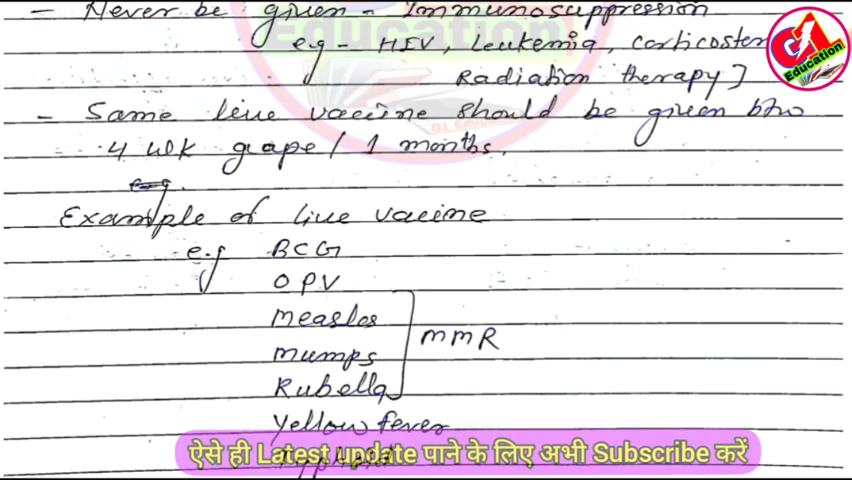 - Never be given - Immunosuppression
e.g - HIV, Leukemia, corticoster
Radiation therapy]
- Same live vaccine should be given btw
4 wk gape / 1 months.
e.g.
Example of live vaccine
e.g BCG
OPV
Measles
Mumps MMR
Rubella
Yellow fever
ऐसे ही Latest update पाने के लिए अभी Subscribe करें
GL Education